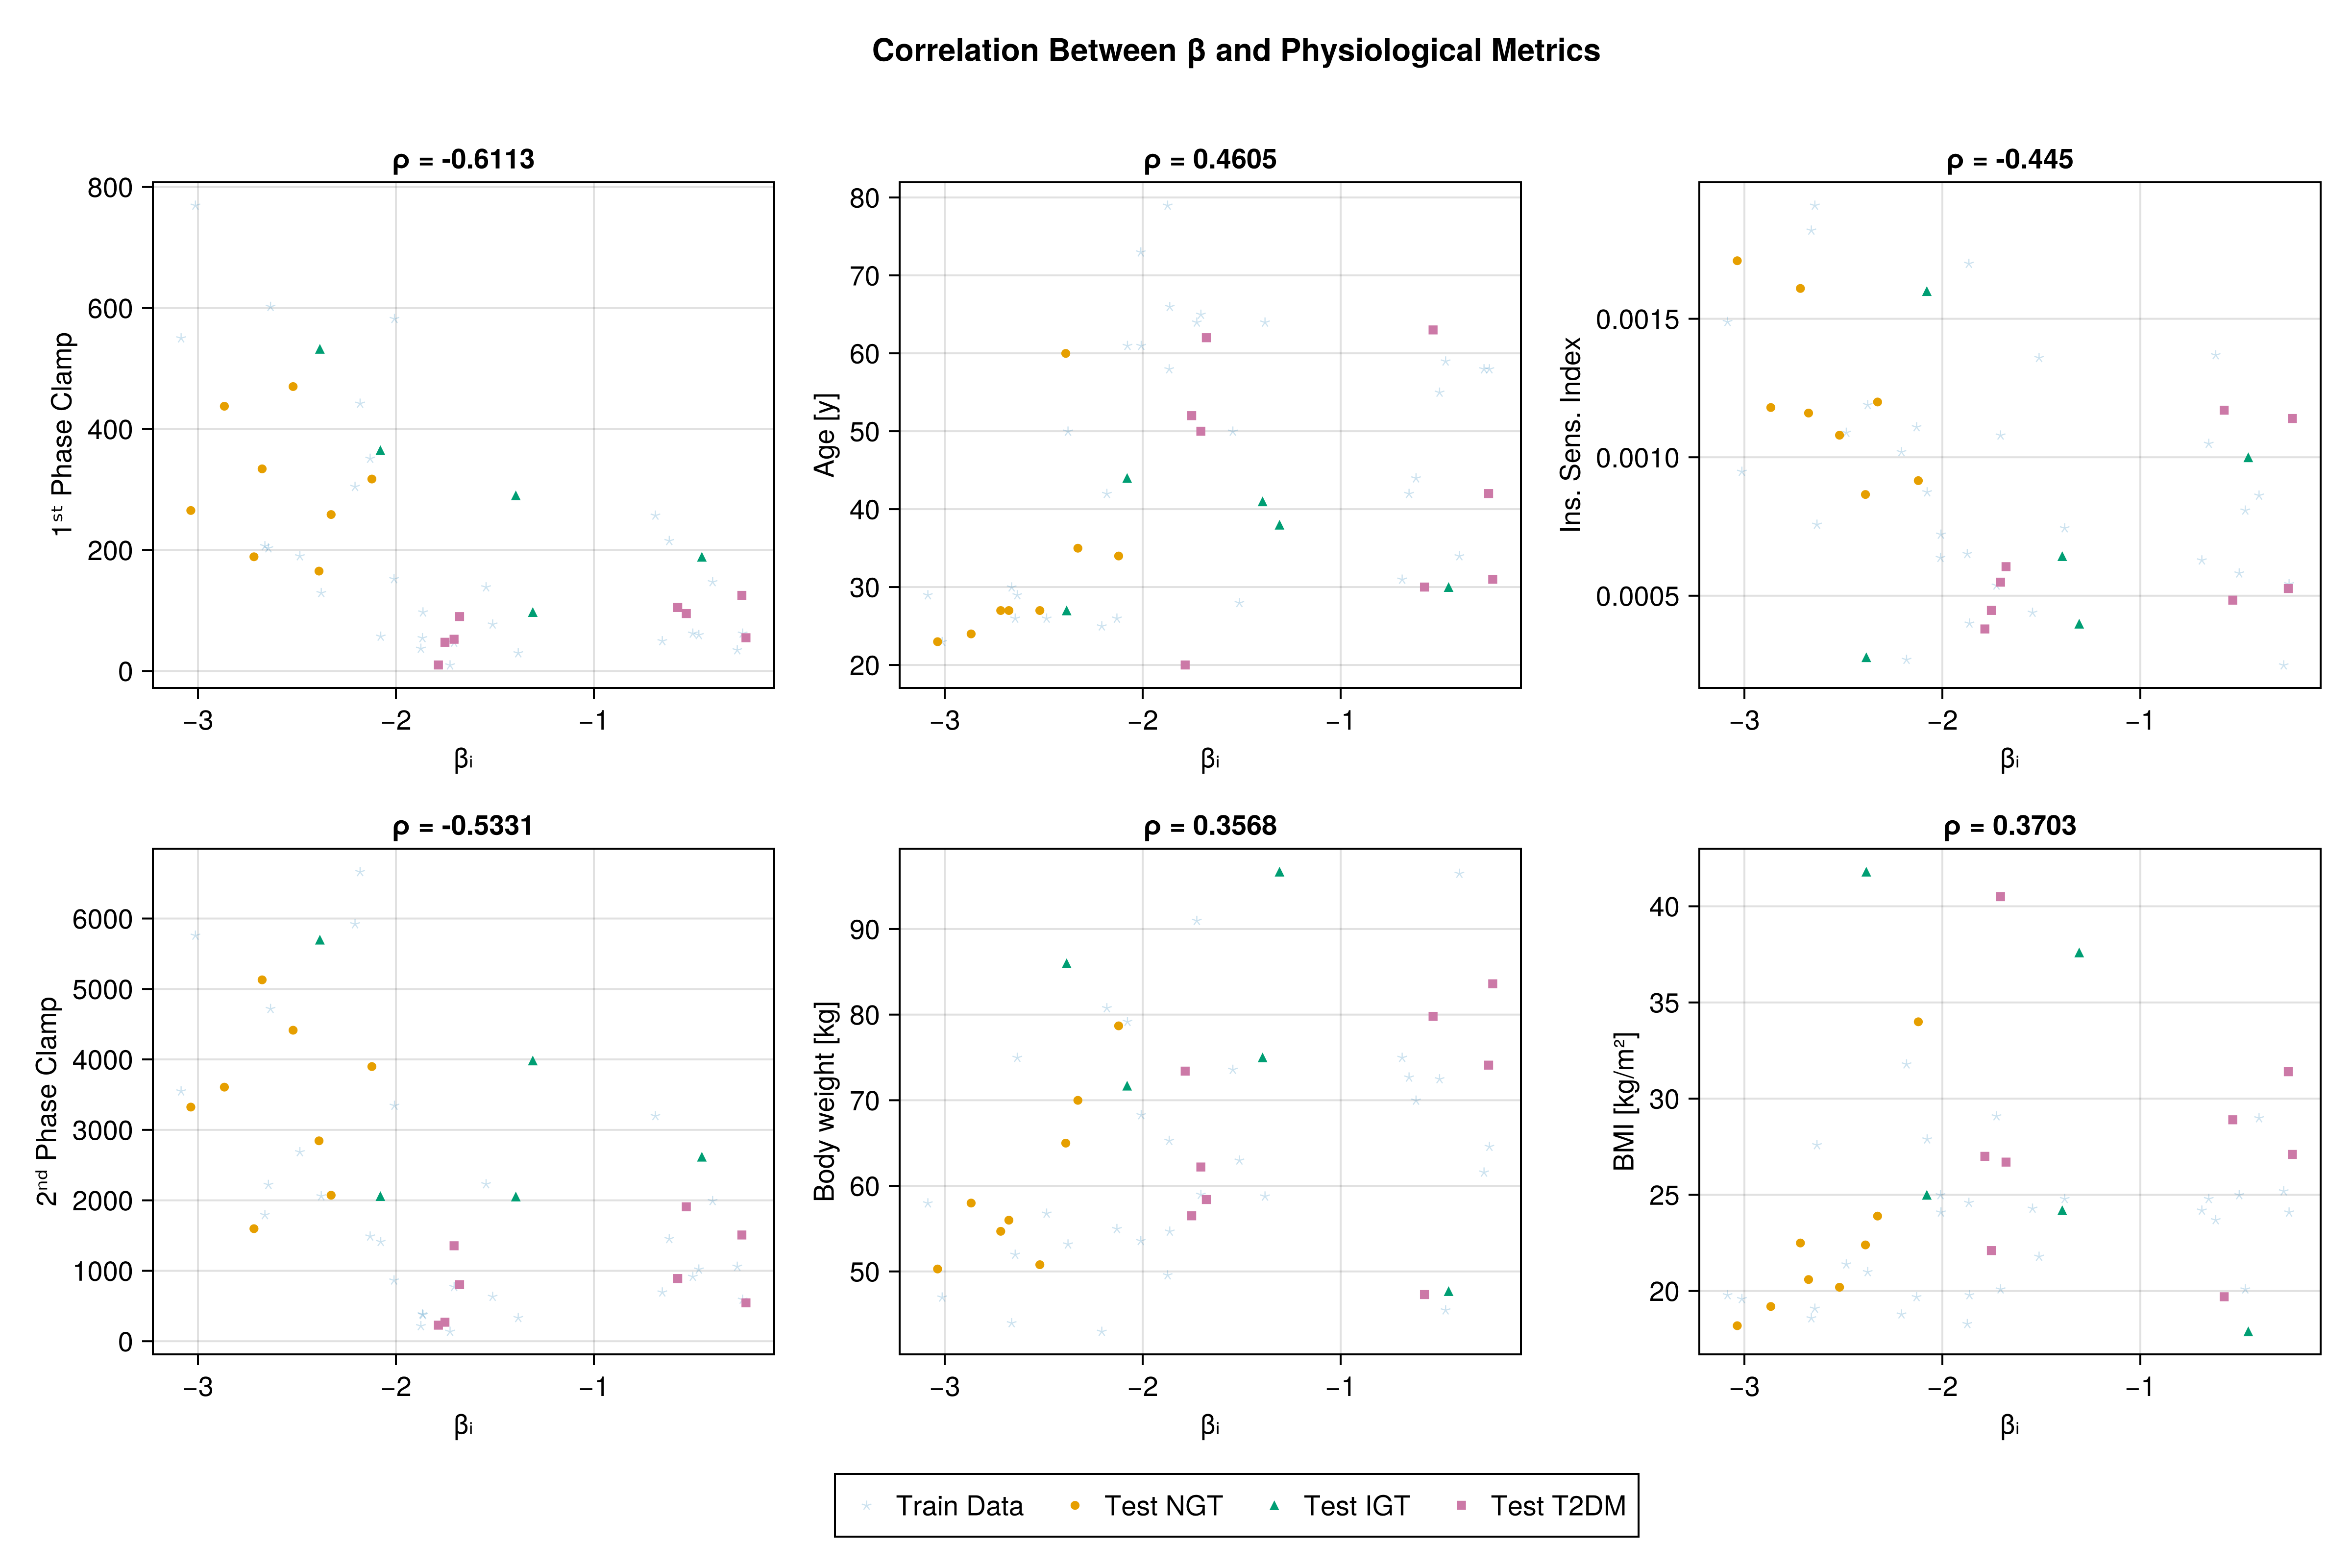 Correlation Between β and Physiological Metrics
ρ = -0.6113
800
600
400
200
0
1ˢᵗ Phase Clamp
−3
−2
−1
βᵢ
ρ = 0.4605
80
70
60
50
40
30
20
Age [y]
−3
−2
−1
βᵢ
ρ = -0.445
0.0015
0.0010
0.0005
Ins. Sens. Index
−3
−2
−1
βᵢ
ρ = -0.5331
6000
5000
4000
3000
2000
1000
0
2ⁿᵈ Phase Clamp
−3
−2
−1
βᵢ
ρ = 0.3568
90
80
70
60
50
Body weight [kg]
−3
−2
−1
βᵢ
ρ = 0.3703
40
35
30
25
20
BMI [kg/m²]
−3
−2
−1
βᵢ
Train Data
Test NGT
Test IGT
Test T2DM